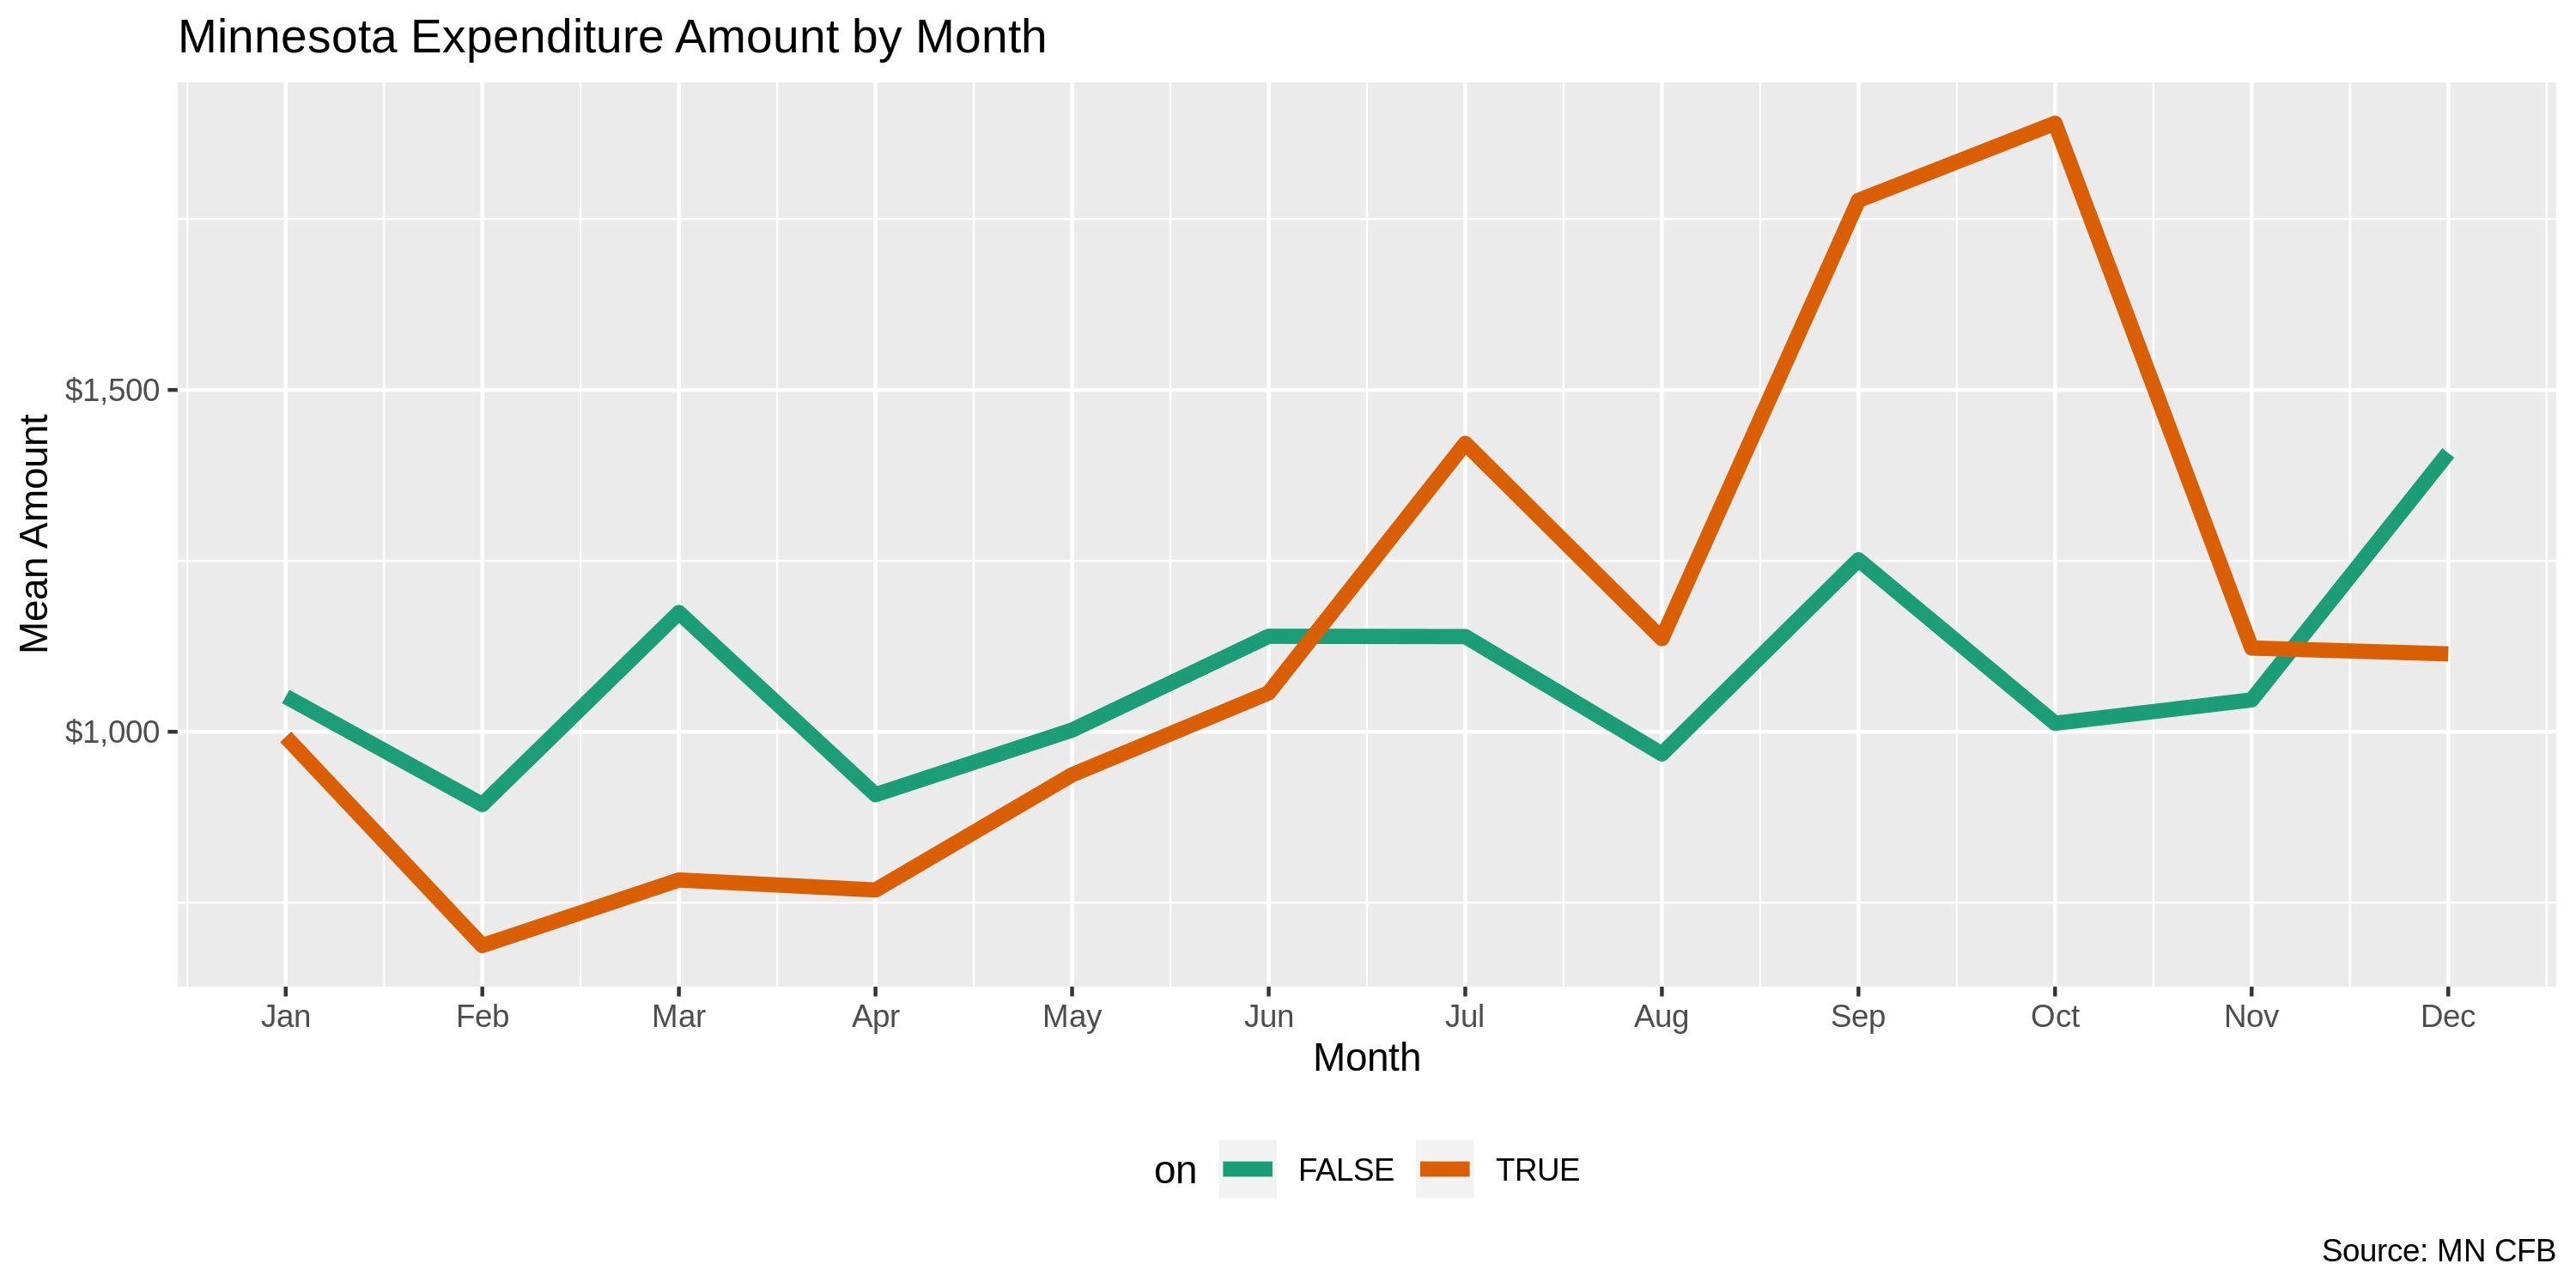 Minnesota Expenditure Amount by Month
Mean Amount
$1,500
$1,000
Jan Feb Mar Apr May Jun Jul Aug Sep Oct Nov Dec
Month
on FALSE TRUE
Source: MN CFB